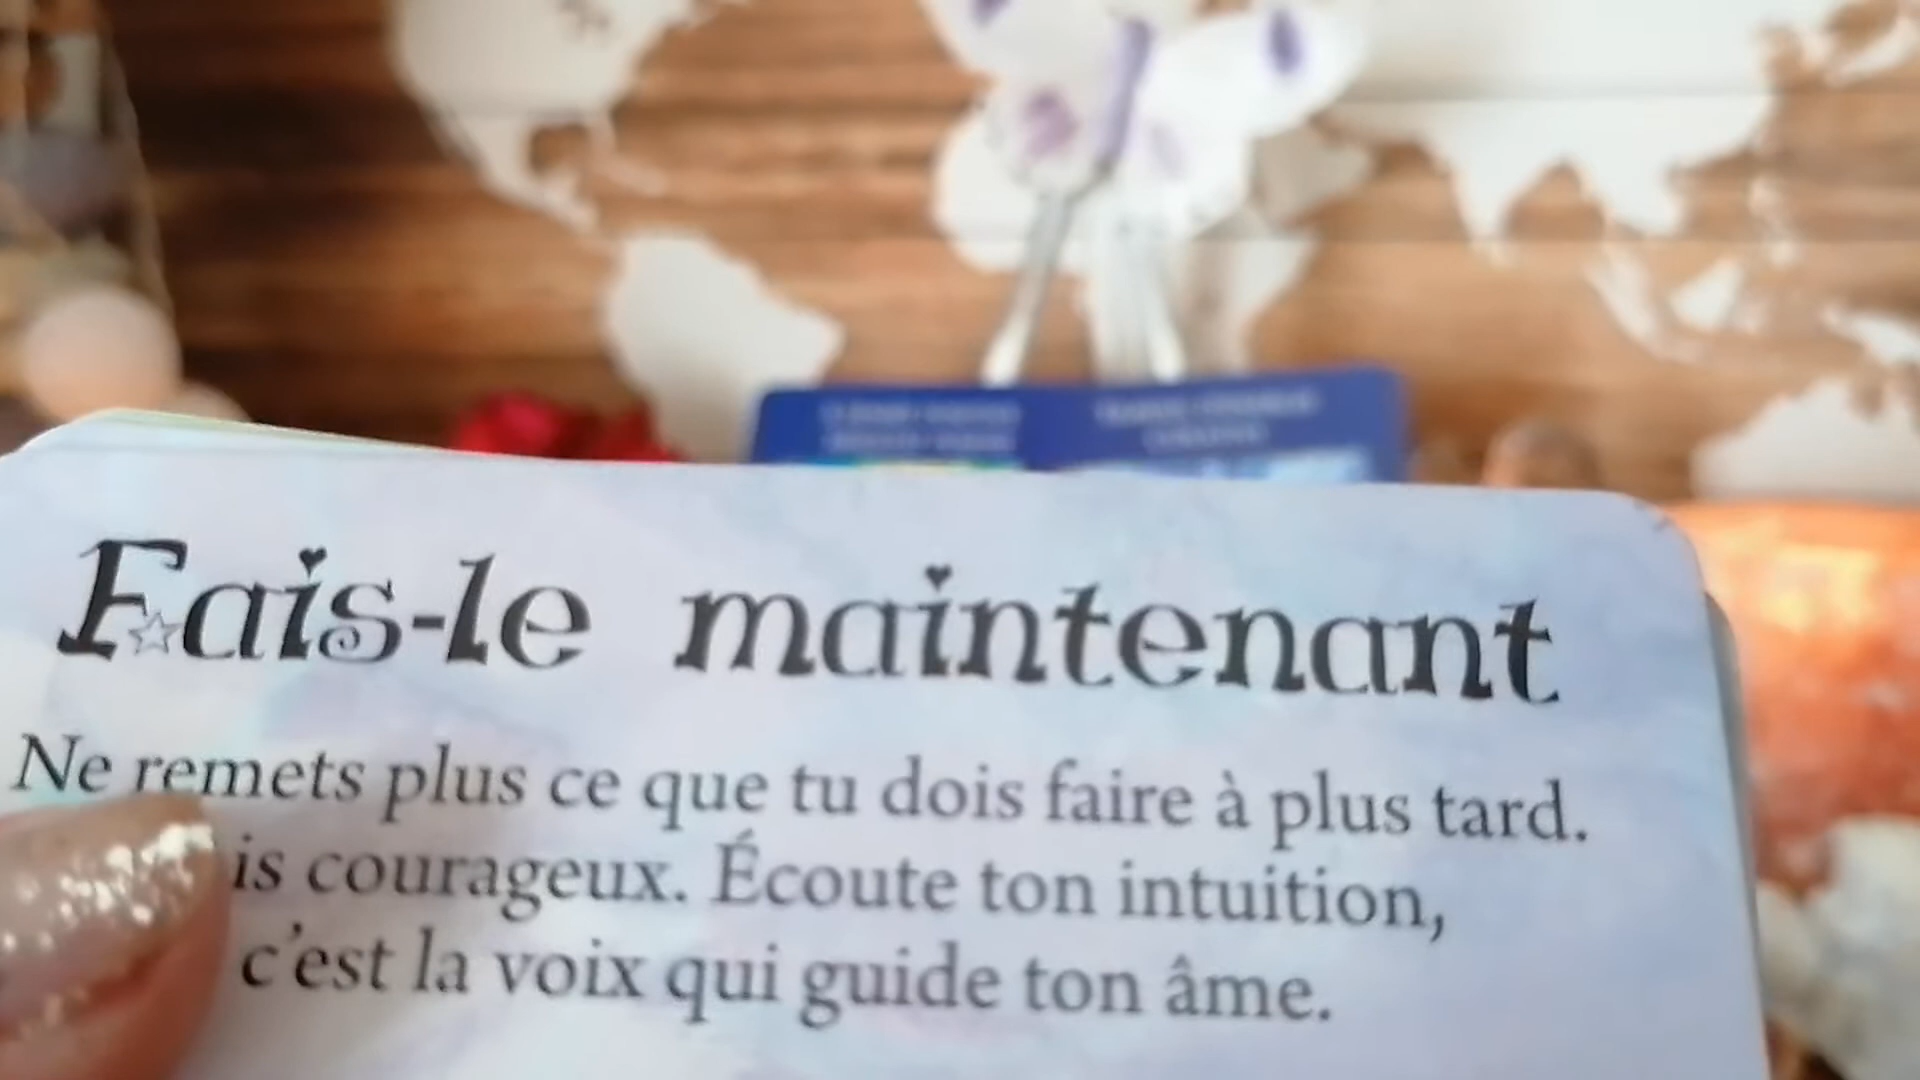 Fais-le maintenant
Ne remets plus ce que tu dois faire à plus tard.
is courageux. Écoute ton intuition,
c'est la voix qui guide ton âme.